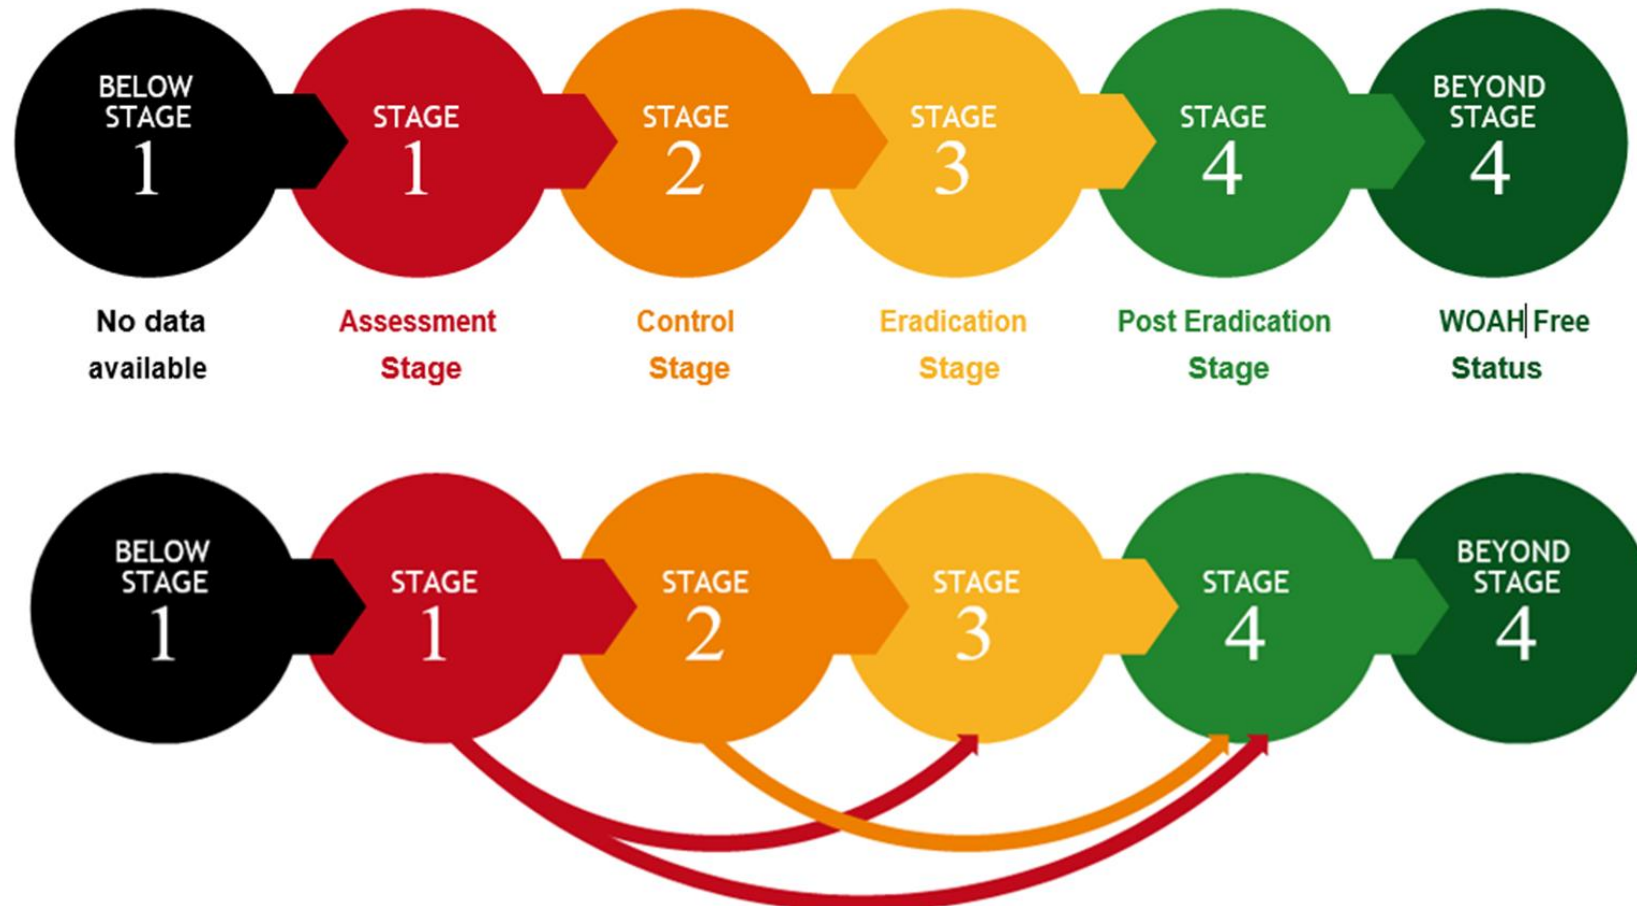 BELOW
STAGE
1
STAGE
1
STAGE
2
STAGE
3
STAGE
4
BEYOND
STAGE
4
No data
available
Assessment
Stage
Control
Stage
Eradication
Stage
Post Eradication
Stage
WOAH Free
Status
BELOW
STAGE
1
STAGE
1
STAGE
2
STAGE
3
STAGE
4
BEYOND
STAGE
4